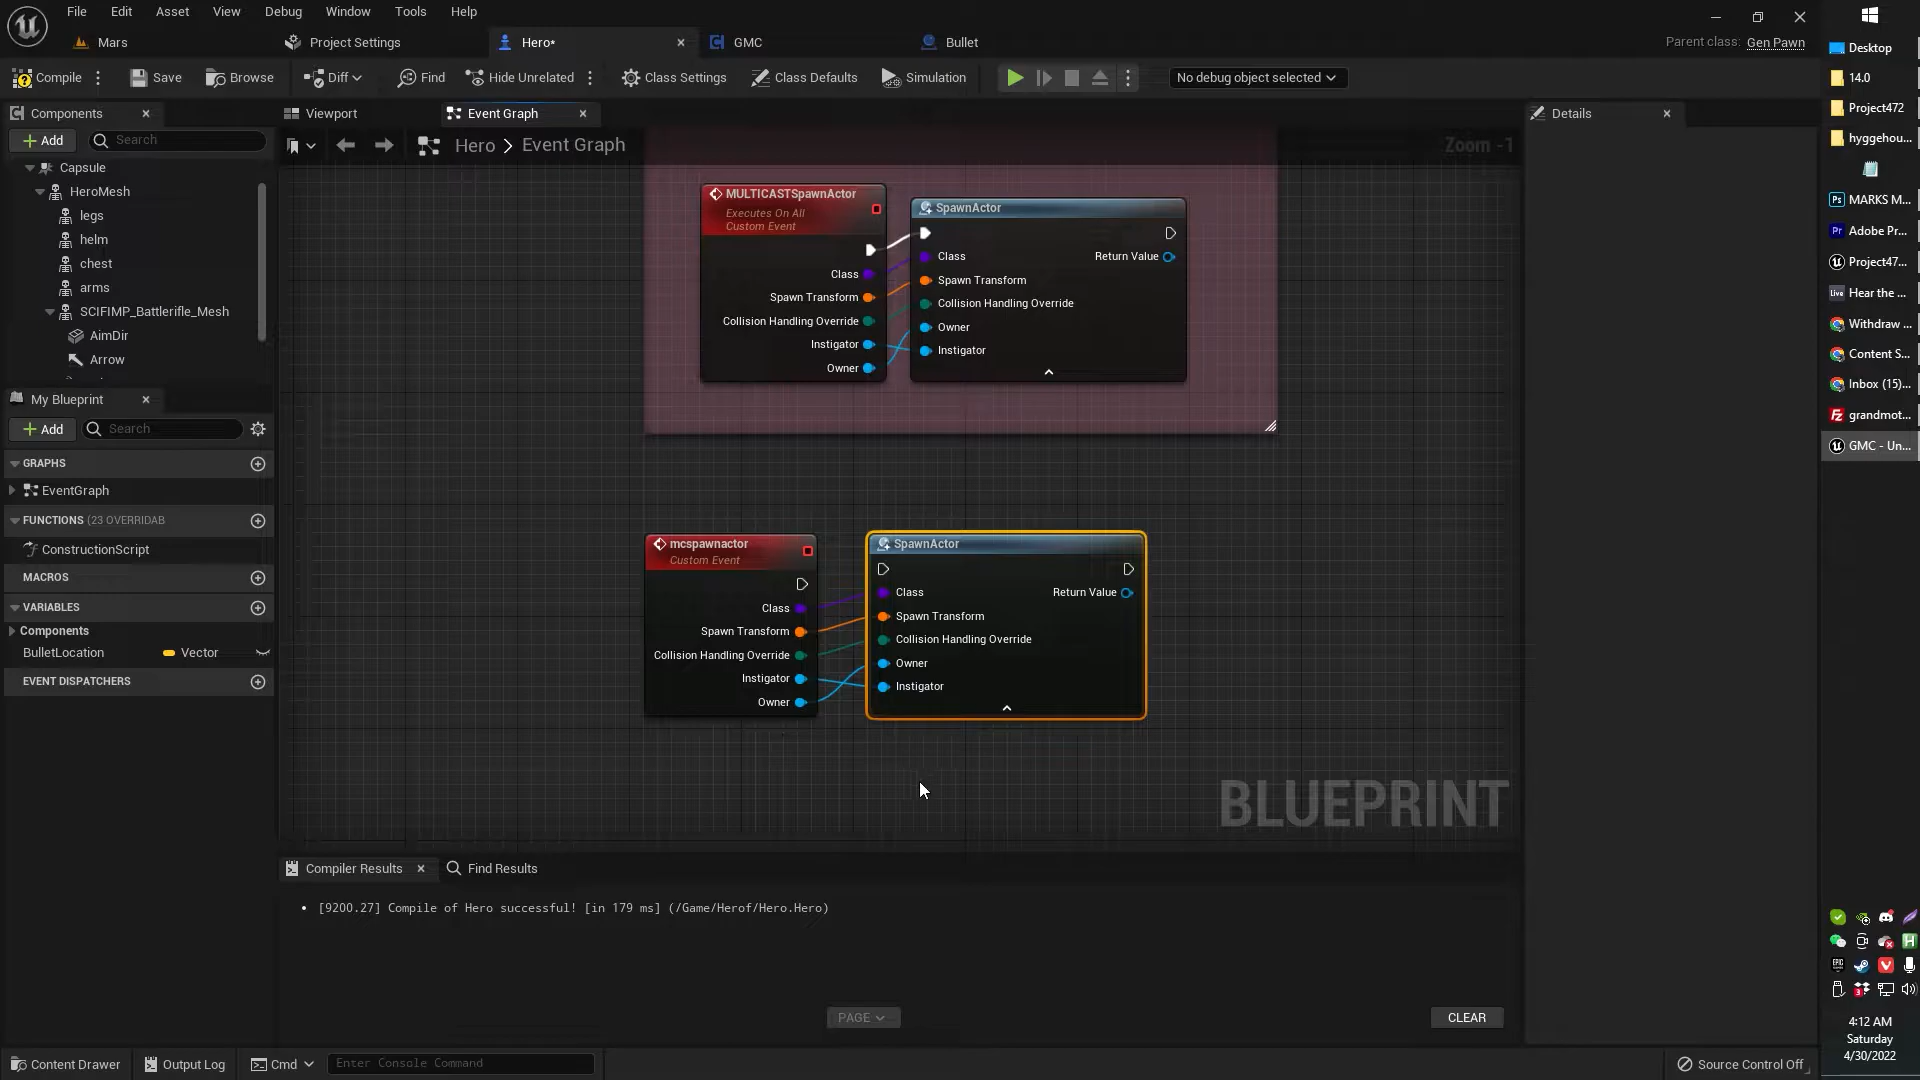 File Edit Asset View Debug Window Tools Help
Mars Project Settings Hero* GMC Bullet
Parent class: Gen Pawn
Compile Save Browse Diff Find Hide Unrelated Class Settings Class Defaults Simulation No debug object selected
Components
Add Search
Capsule
HeroMesh
legs
helm
chest
arms
SCIFIMP_Battlerifle_Mesh
AimDir
Arrow
My Blueprint
Add Search
GRAPHS
EventGraph
FUNCTIONS (23 OVERRIDAB
ConstructionScript
MACROS
VARIABLES
Components
BulletLocation Vector
EVENT DISPATCHERS
Viewport Event Graph
Hero > Event Graph
Zoom -1
MULTICASTSpawnActor
Executes On All
Custom Event
Class
Spawn Transform
Collision Handling Override
Instigator
Owner
SpawnActor
Class Return Value
Spawn Transform
Collision Handling Override
Owner
Instigator
mcspawnactor
Custom Event
Class
Spawn Transform
Collision Handling Override
Instigator
Owner
SpawnActor
Class Return Value
Spawn Transform
Collision Handling Override
Owner
Instigator
BLUEPRINT
Compiler Results Find Results
[9200.27] Compile of Hero successful! [in 179 ms] (/Game/Herof/Hero.Hero)
PAGE CLEAR
Content Drawer Output Log Cmd Enter Console Command Source Control Off
Details
Desktop
14.0
Project472
hyggehou...
Ps MARKS M...
Pr Adobe Pr...
Project47...
Live Hear the ...
Withdraw ...
Content S...
Inbox (15)...
Fz grandmot...
GMC - Un...
4:12 AM
Saturday
4/30/2022